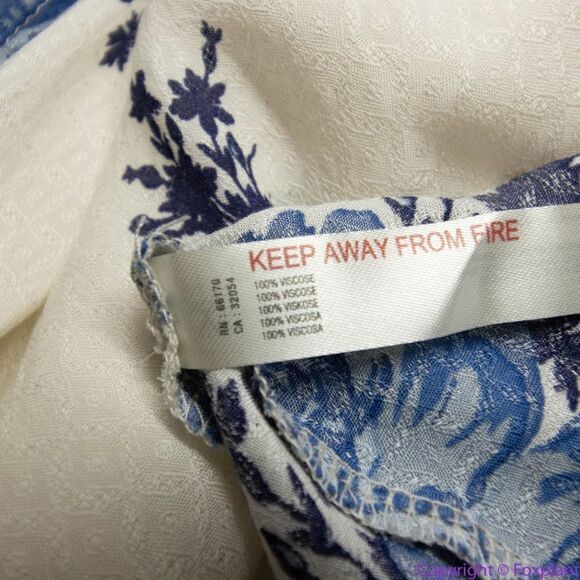 KEEP AWAY FROM FIRE
RN : 66170
CA : 32054
100% VISCOSE
100% VISCOSE
100% VISKOSE
100% VISCOSA
100% VISCOSA
Copyright © Foxplani